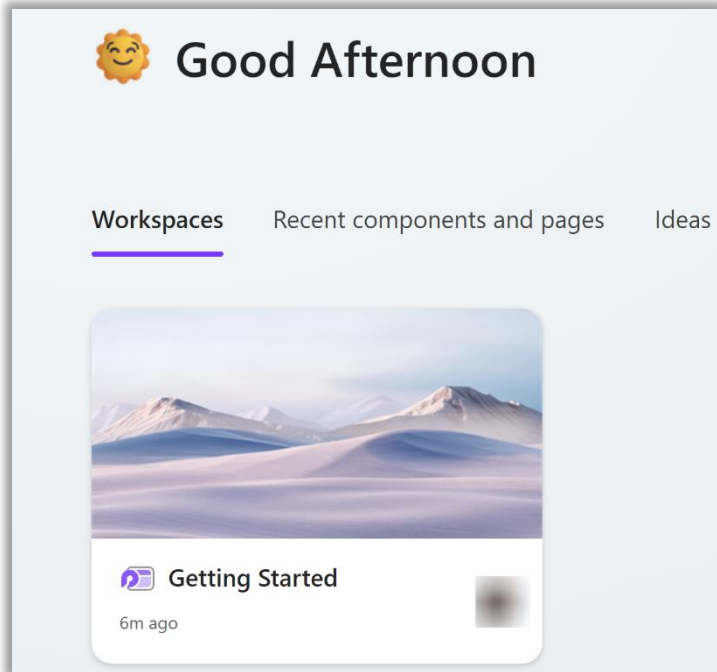 Good Afternoon
Workspaces Recent components and pages Ideas
Getting Started
6m ago